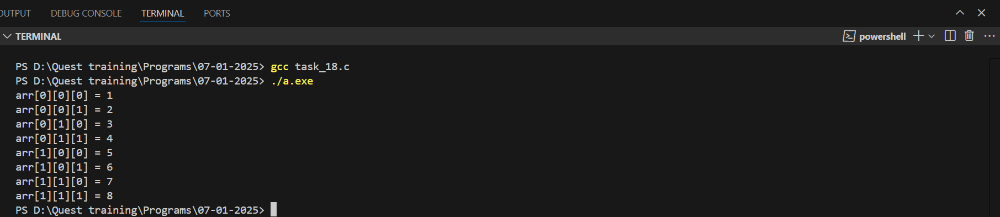 OUTPUT DEBUG CONSOLE TERMINAL PORTS
TERMINAL powershell
PS D:\Quest training\Programs\07-01-2025> gcc task_18.c
PS D:\Quest training\Programs\07-01-2025> ./a.exe
arr[0][0][0] = 1
arr[0][0][1] = 2
arr[0][1][0] = 3
arr[0][1][1] = 4
arr[1][0][0] = 5
arr[1][0][1] = 6
arr[1][1][0] = 7
arr[1][1][1] = 8
PS D:\Quest training\Programs\07-01-2025>